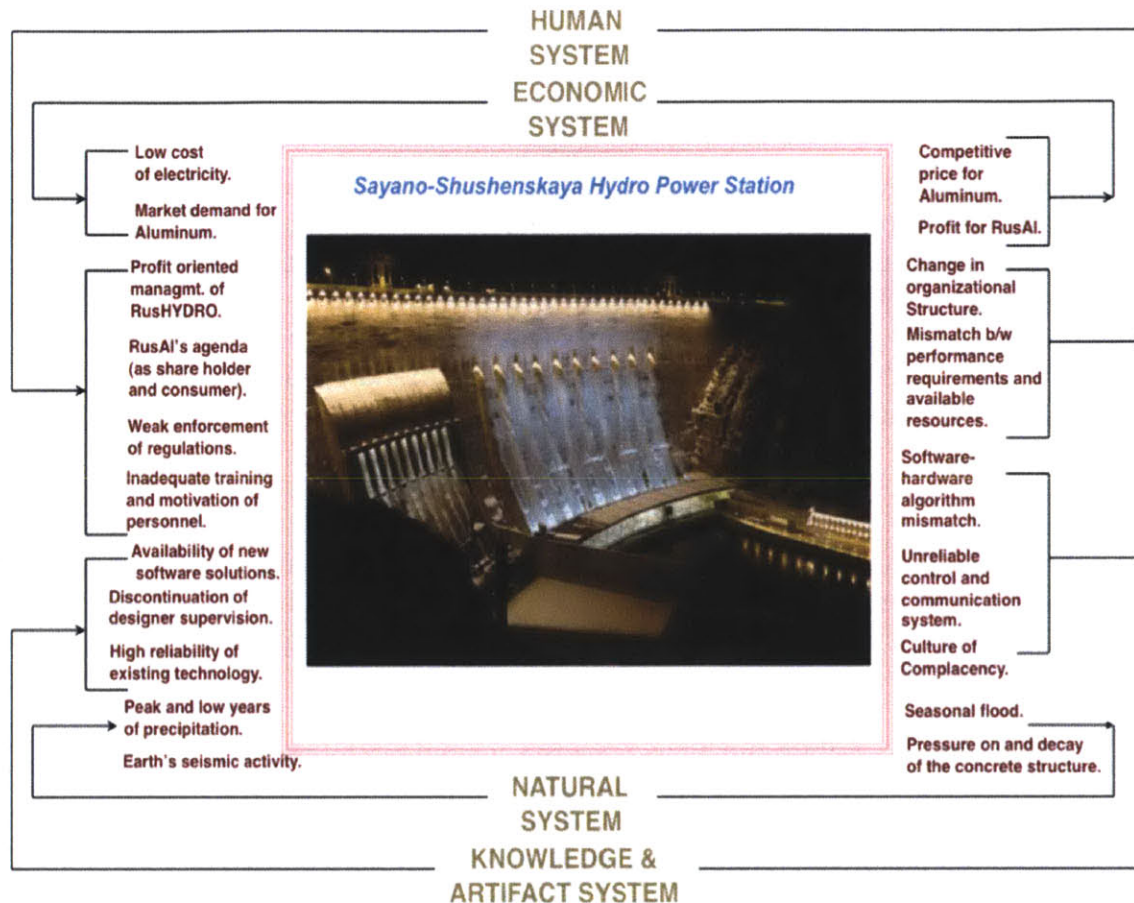 HUMAN
SYSTEM
ECONOMIC
SYSTEM
Low cost
of electricity.
Market demand for
Aluminum.
Profit oriented
managmt. of
RusHYDRO.
RusAl's agenda
(as share holder
and consumer).
Weak enforcement
of regulations.
Inadequate training
and motivation of
personnel.
Availability of new
software solutions.
Discontinuation of
designer supervision.
High reliability of
existing technology.
Peak and low years
of precipitation.
Earth's seismic activity.
Sayano-Shushenskaya Hydro Power Station
Competitive
price for
Aluminum.
Profit for RusAl.
Change in
organizational
Structure.
Mismatch b/w
performance
requirements and
available
resources.
Software-
hardware
algorithm
mismatch.
Unreliable
control and
communication
system.
Culture of
Complacency.
Seasonal flood.
Pressure on and decay
of the concrete structure.
NATURAL
SYSTEM
KNOWLEDGE &
ARTIFACT SYSTEM